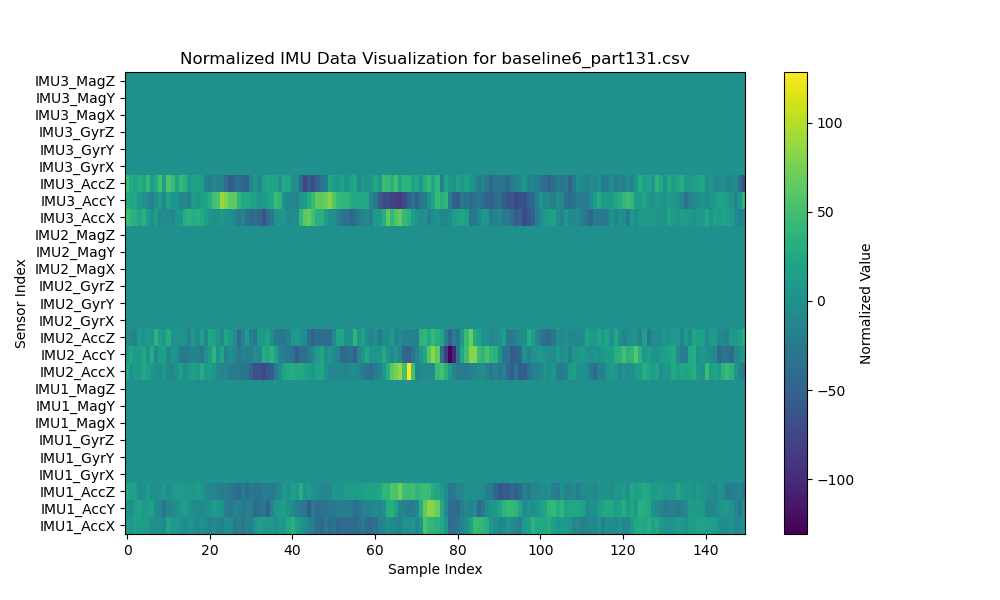 Normalized IMU Data Visualization for baseline6_part131.csv
IMU3_MagZ
IMU3_MagY
IMU3_MagX
IMU3_GyrZ
IMU3_GyrY
IMU3_GyrX
IMU3_AccZ
IMU3_AccY
IMU3_AccX
IMU2_MagZ
IMU2_MagY
IMU2_MagX
IMU2_GyrZ
IMU2_GyrY
IMU2_GyrX
IMU2_AccZ
IMU2_AccY
IMU2_AccX
IMU1_MagZ
IMU1_MagY
IMU1_MagX
IMU1_GyrZ
IMU1_GyrY
IMU1_GyrX
IMU1_AccZ
IMU1_AccY
IMU1_AccX
Sensor Index
0 20 40 60 80 100 120 140
Sample Index
100
50
0
−50
−100
Normalized Value